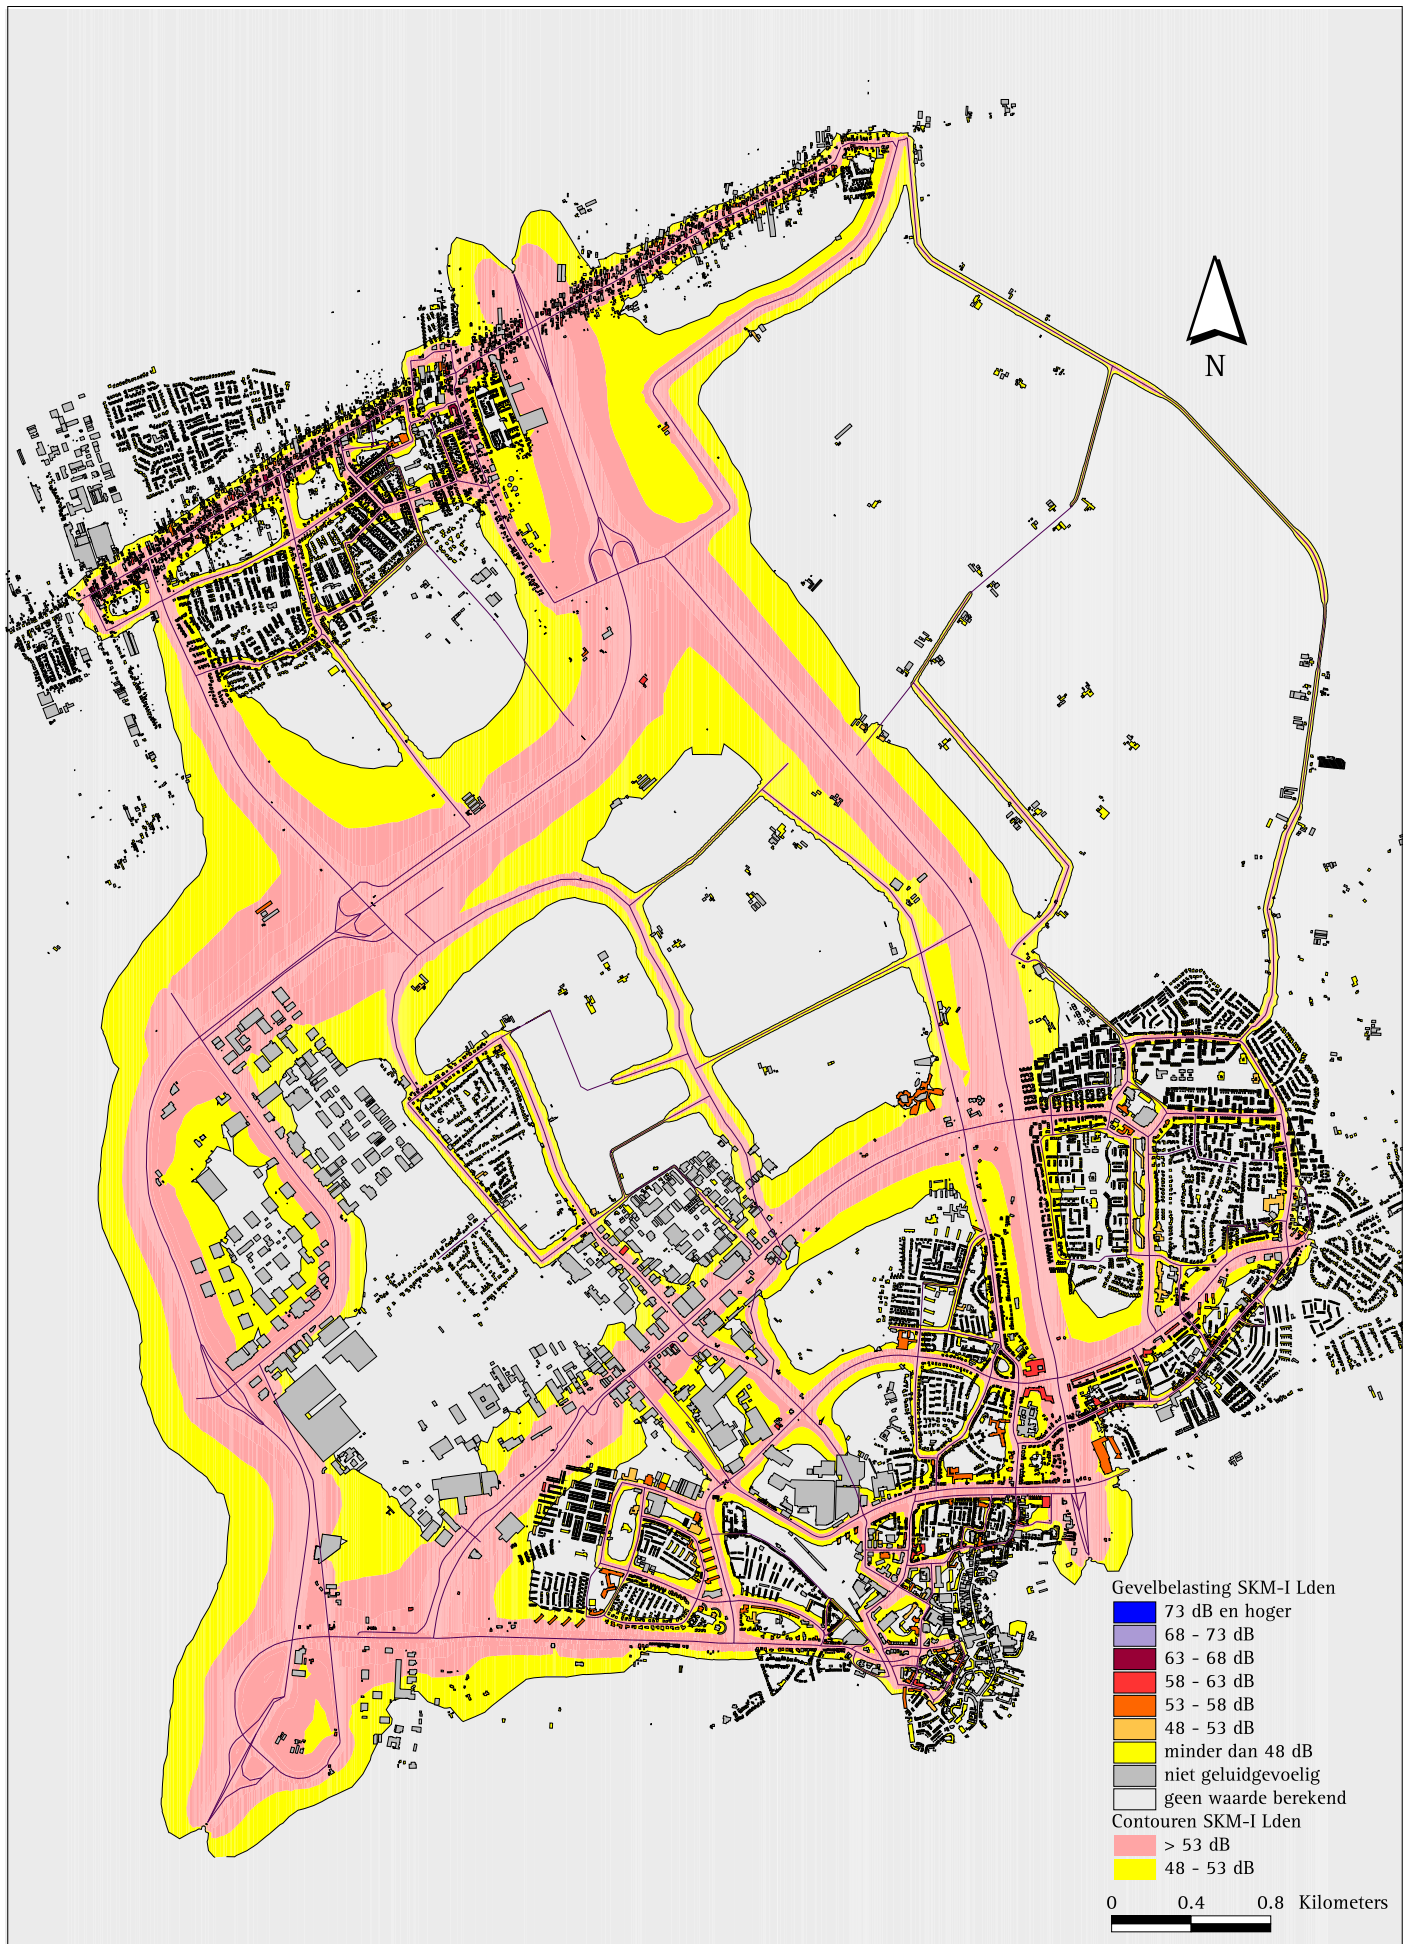 N
Gevelbelasting SKM-I Lden
73 dB en hoger
68 - 73 dB
63 - 68 dB
58 - 63 dB
53 - 58 dB
48 - 53 dB
minder dan 48 dB
niet geluidgevoelig
geen waarde berekend
Contouren SKM-I Lden
> 53 dB
48 - 53 dB
0 0.4 0.8 Kilometers